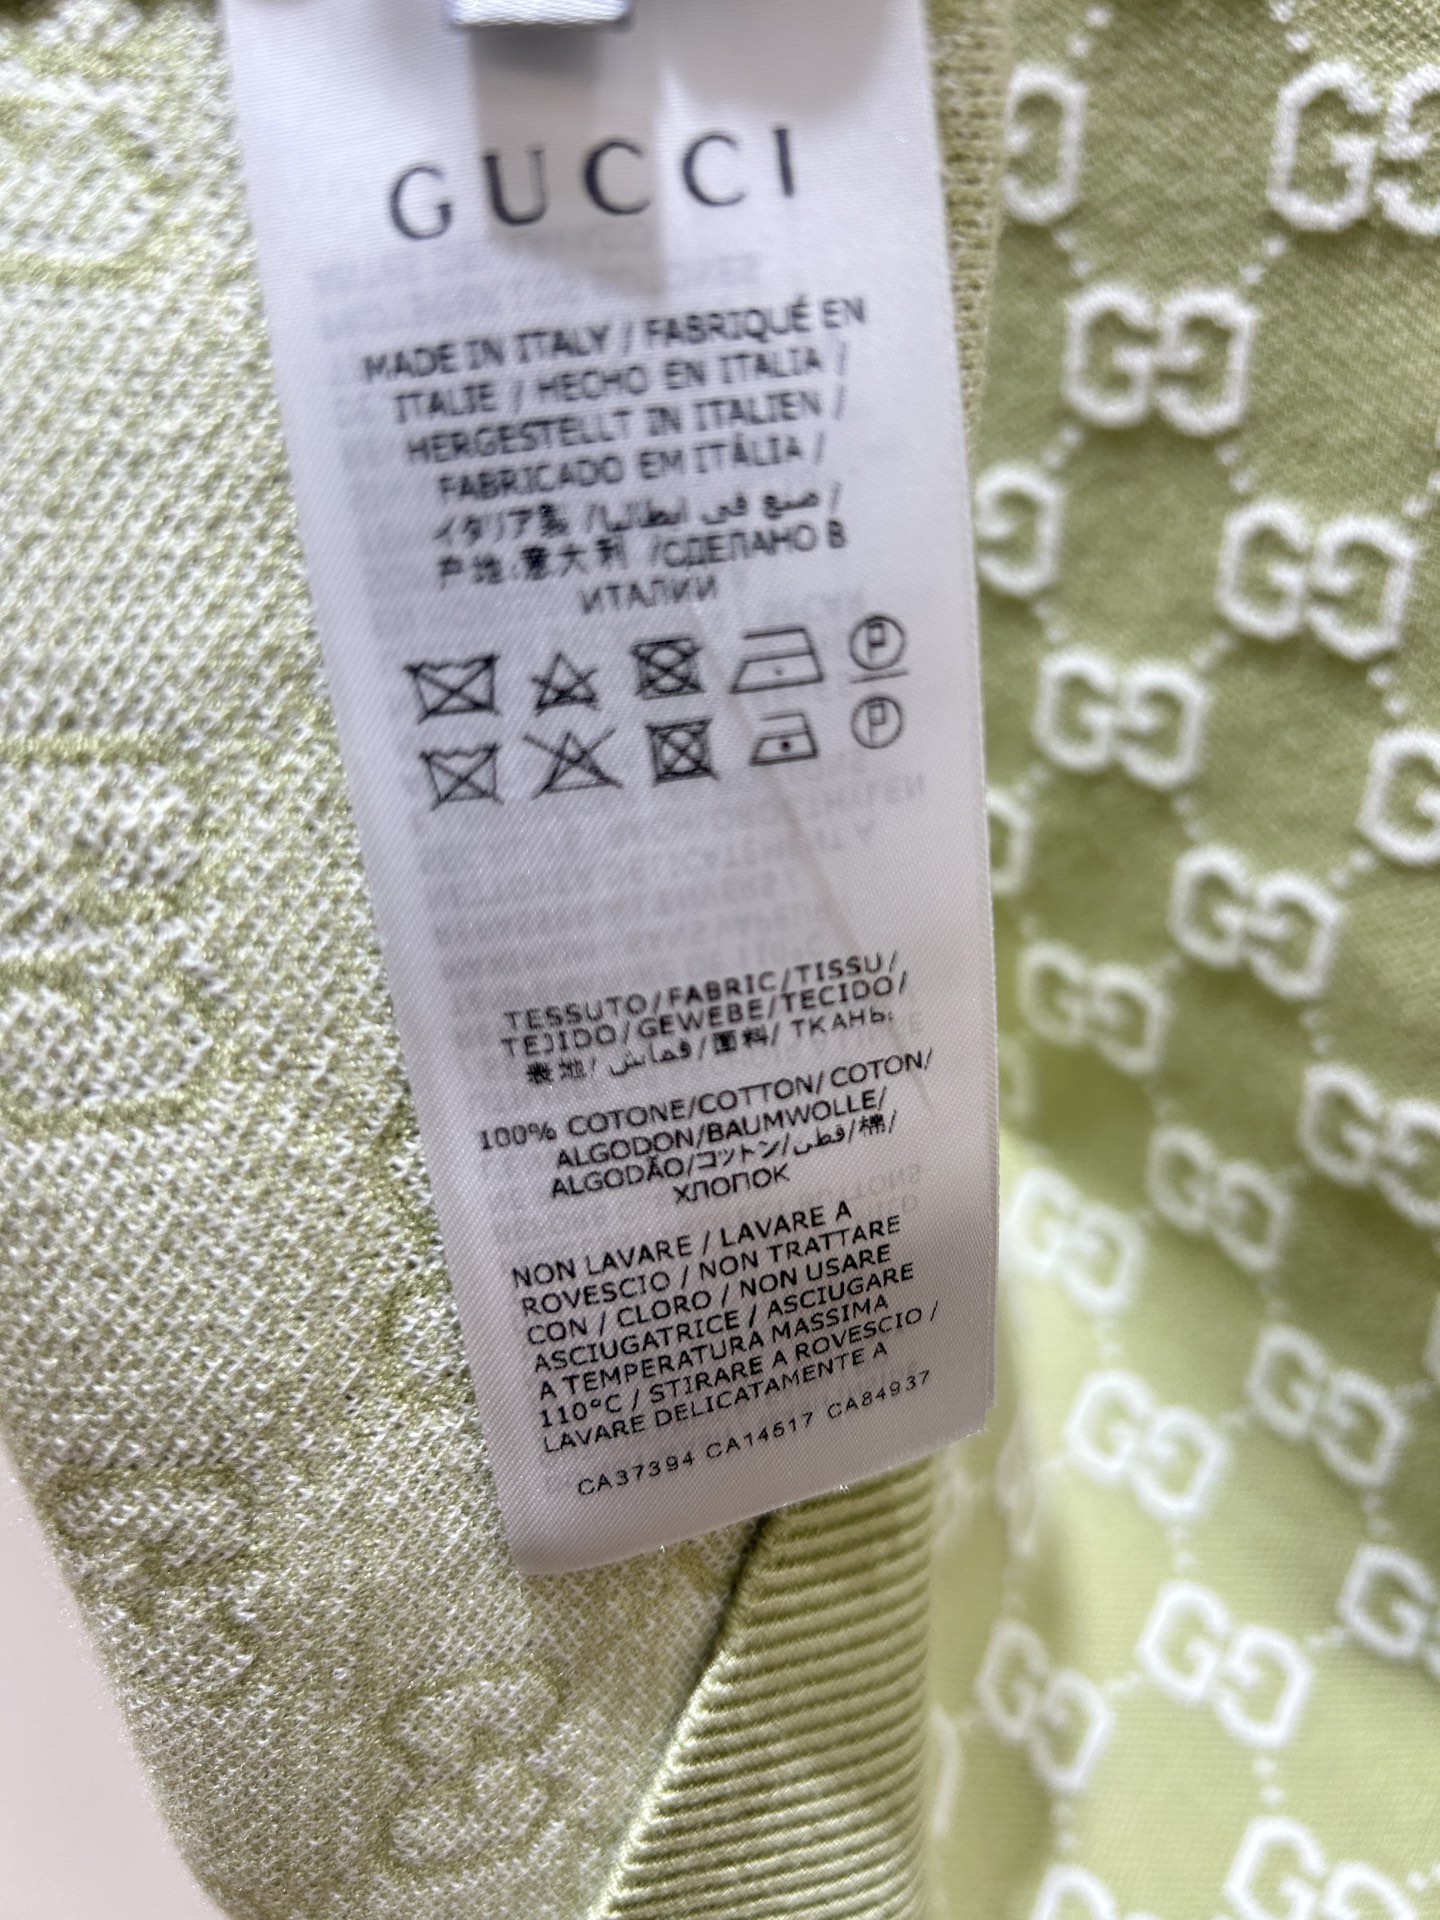 GUCCI
MADE IN ITALY / FABRIQUÉ EN
ITALIE / HECHO EN ITALIA /
HERGESTELLT IN ITALIEN /
FABRICADO EM ITÁLIA /
イタリア製 / صنع في ايطاليا /
产地:意大利 /СДЕЛАНО В
ИТАЛИИ
P
P
TESSUTO/FABRIC/TISSU/
TEJIDO/GEWEBE/TECIDO/
表地/ قماش /面料/ ТКАНЬ:
100% COTONE/COTTON/COTON/
ALGODON/BAUMWOLLE/
ALGODÃO/コットン/قطن/棉/
ХЛОПОК
NON LAVARE / LAVARE A
ROVESCIO / NON TRATTARE
CON / CLORO / NON USARE
ASCIUGATRICE / ASCIUGARE
A TEMPERATURA MASSIMA
110°C / STIRARE A ROVESCIO /
LAVARE DELICATAMENTE A
CA37394 CA14517 CA84937